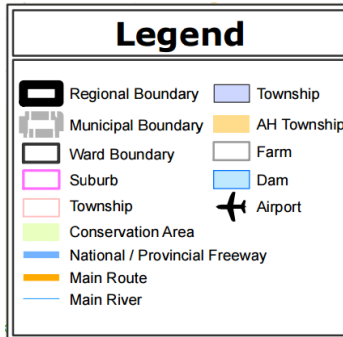 Legend
Regional Boundary
Municipal Boundary
Ward Boundary
Suburb
Township
Conservation Area
National / Provincial Freeway
Main Route
Main River
Township
AH Township
Farm
Dam
Airport